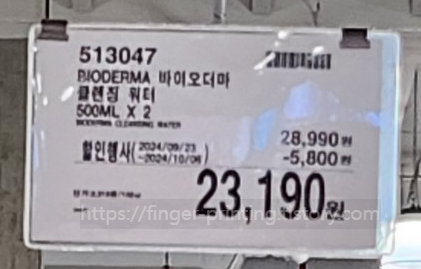 513047
BIODERMA 바이오더마
클렌징 워터
500ML X 2
BIODERMA CLEANSING WATER
28,990원
할인행사(2024/09/23~2024/10/06) -5,800원
23,190원
https://finger-printing.tistory.com